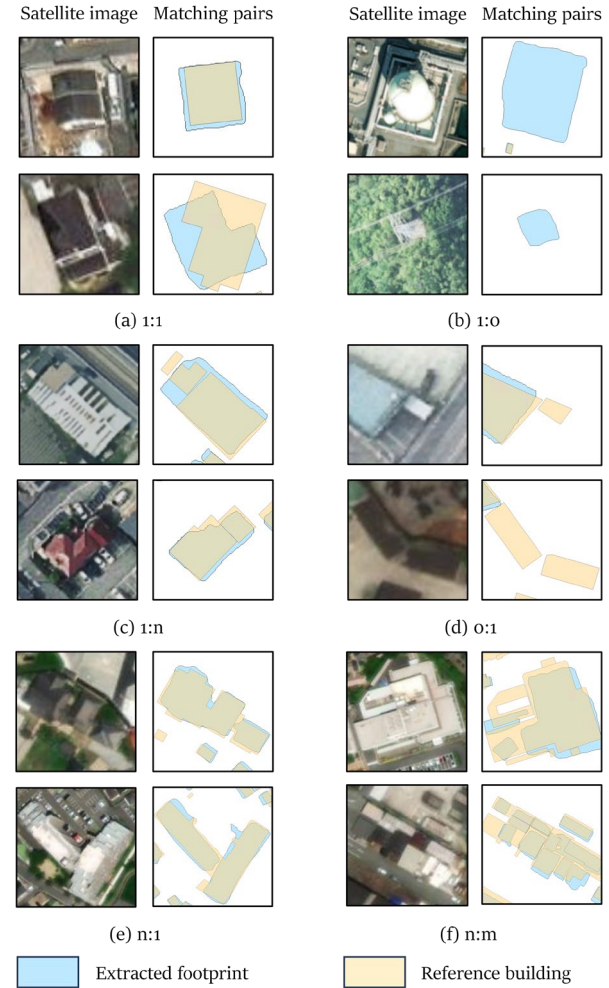 Satellite image Matching pairs Satellite image Matching pairs
(a) 1:1 (b) 1:0
(c) 1:n (d) 0:1
(e) n:1 (f) n:m
Extracted footprint Reference building